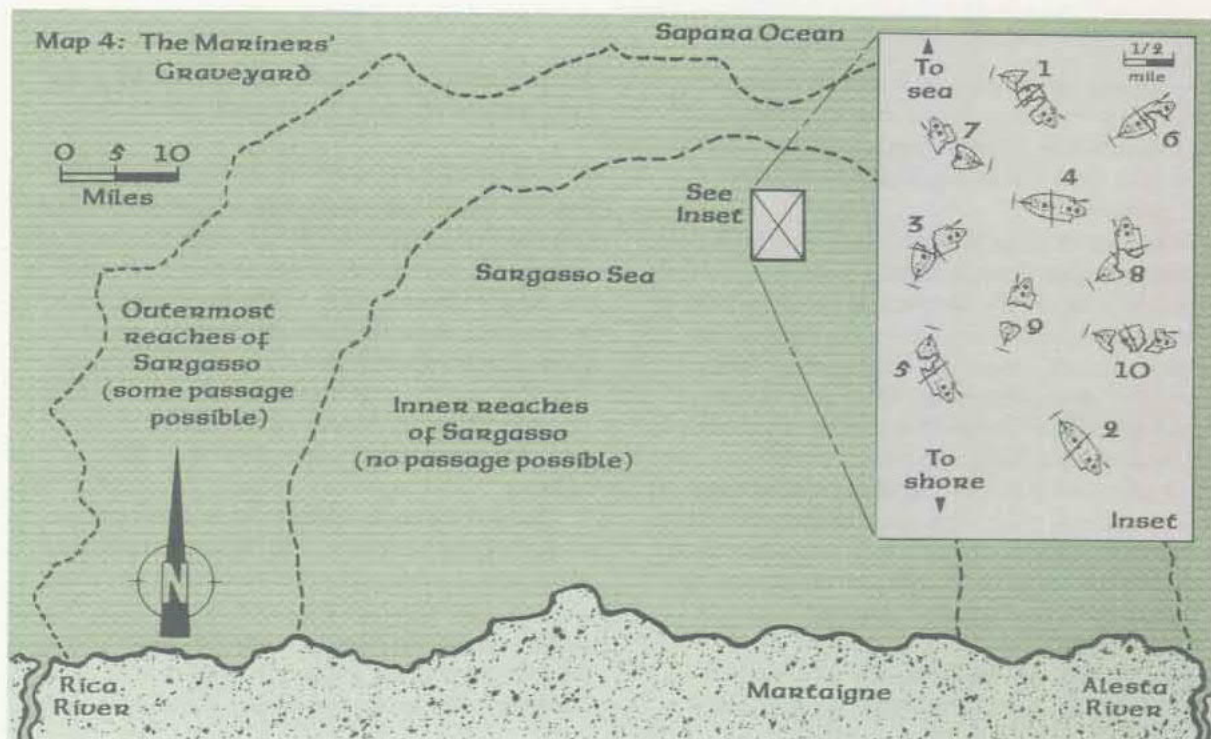 Map 4: The Mariners'
Graveyard
Sapara Ocean
0 5 10
Miles
See
Inset
Sargasso Sea
Outermost
reaches of
Sargasso
(some passage
possible)
Inner reaches
of Sargasso
(no passage possible)
N
Rica
River
Martaigne
Alesta
River
To
sea
1/2
mile
1
6
7
4
3
8
9
10
5
2
To
shore
Inset